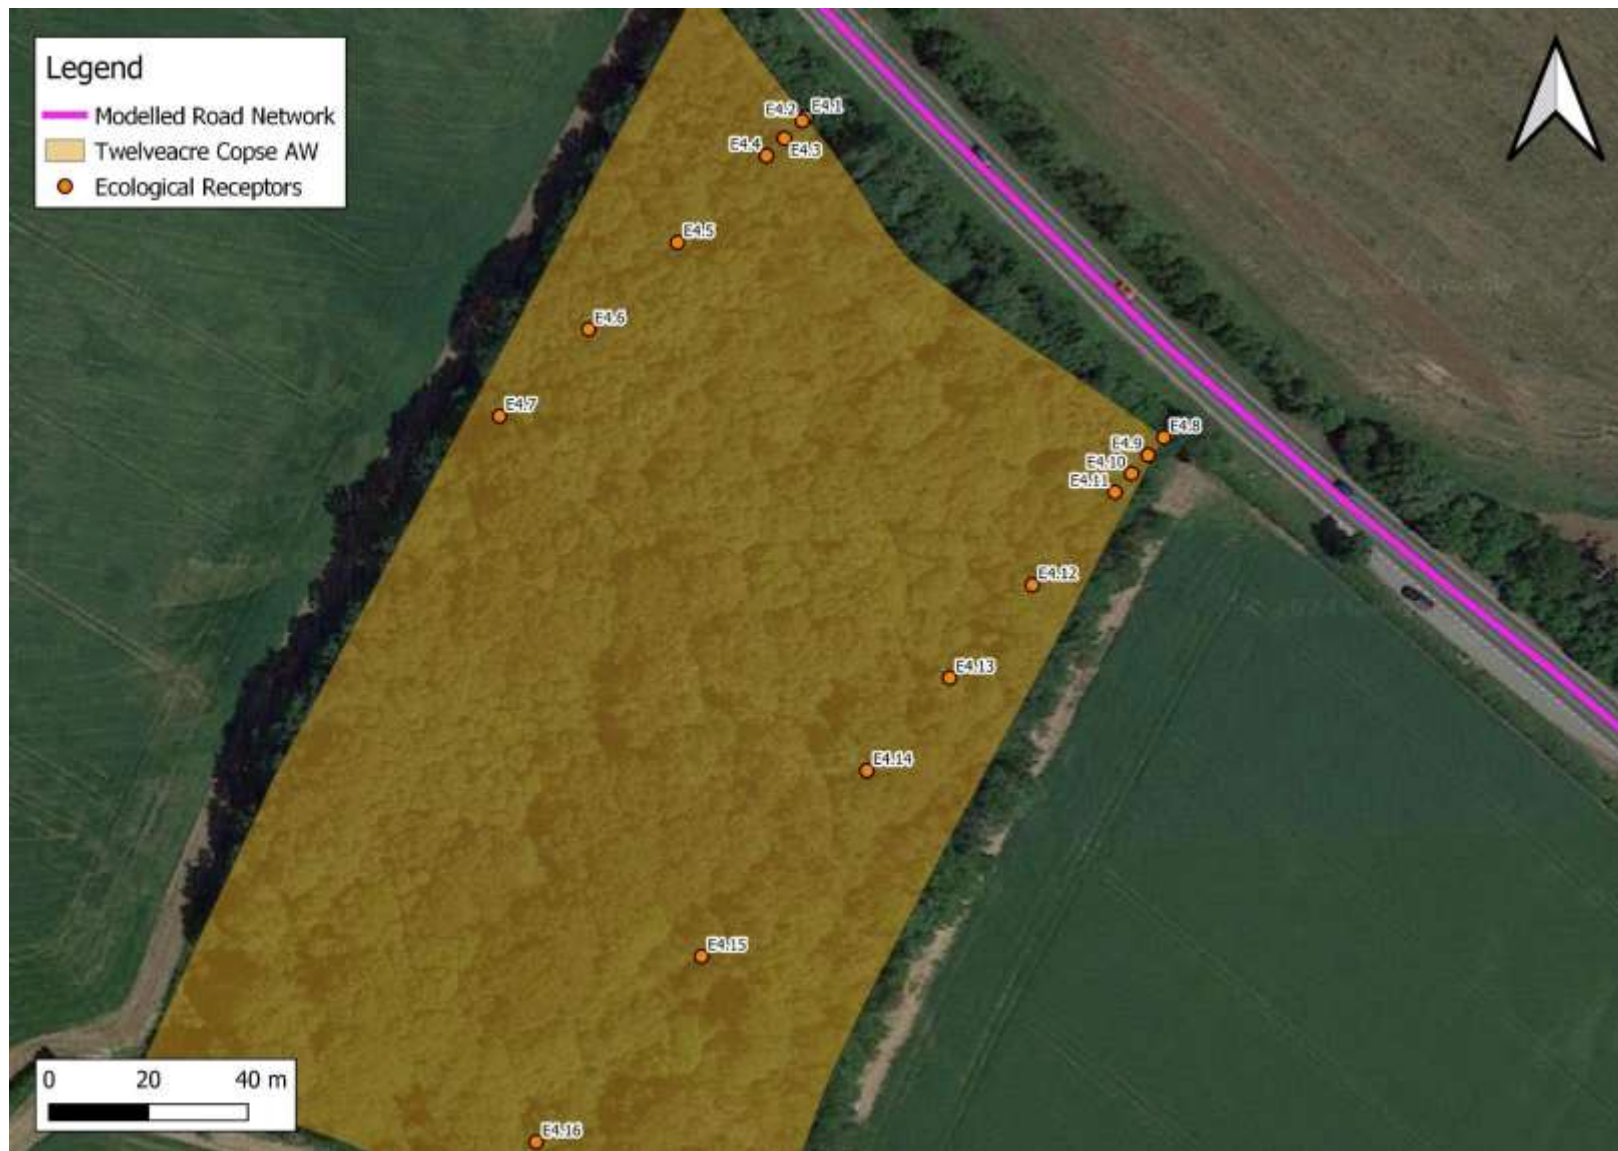 Legend
Modelled Road Network
Twelveacre Copse AW
Ecological Receptors
E4.2
E4.1
E4.4
E4.3
E4.5
E4.6
E4.7
E4.8
E4.9
E4.10
E4.11
E4.12
E4.13
E4.14
E4.15
E4.16
0 20 40 m